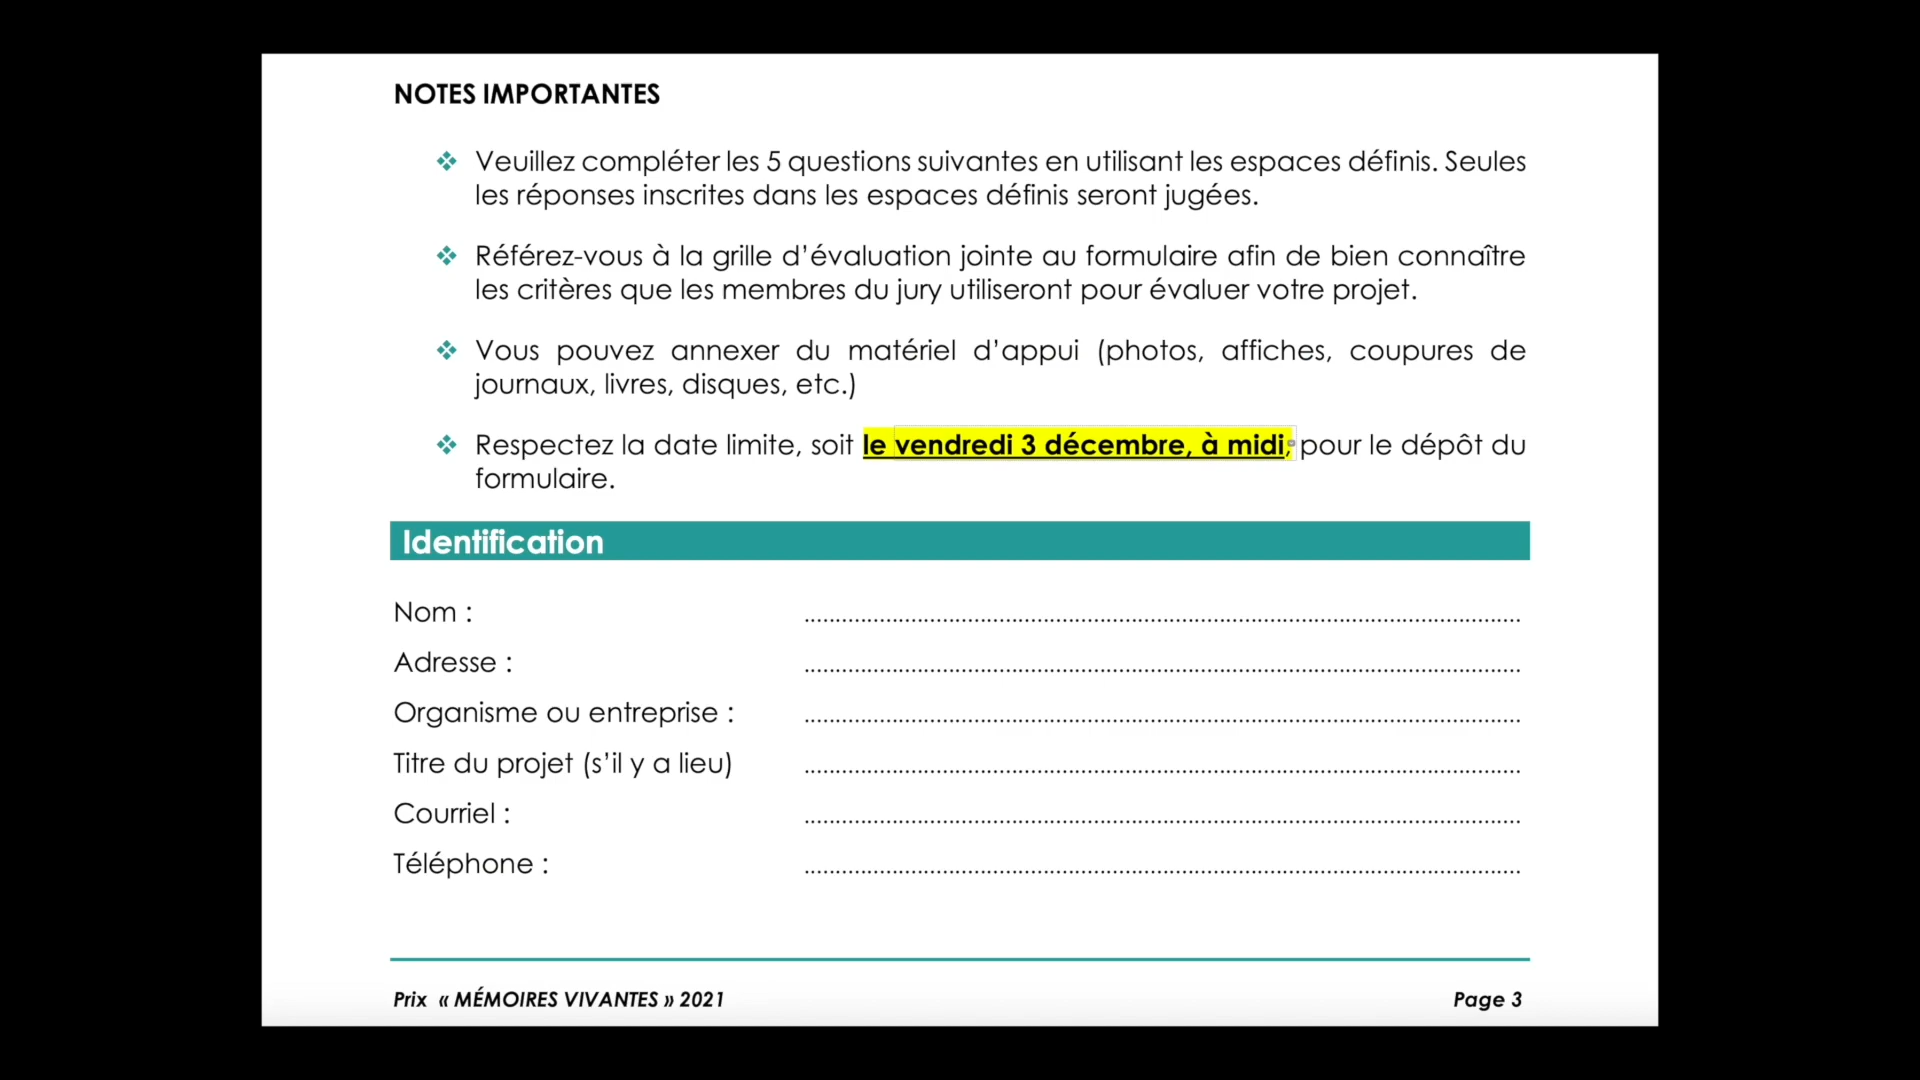 NOTES IMPORTANTES
❖ Veuillez compléter les 5 questions suivantes en utilisant les espaces définis. Seules
les réponses inscrites dans les espaces définis seront jugées.
❖ Référez-vous à la grille d’évaluation jointe au formulaire afin de bien connaître
les critères que les membres du jury utiliseront pour évaluer votre projet.
❖ Vous pouvez annexer du matériel d’appui (photos, affiches, coupures de
journaux, livres, disques, etc.)
❖ Respectez la date limite, soit le vendredi 3 décembre, à midi, pour le dépôt du
formulaire.
Identification
Nom : ................................................................
Adresse : ................................................................
Organisme ou entreprise : ................................................................
Titre du projet (s’il y a lieu) ................................................................
Courriel : ................................................................
Téléphone : ................................................................
Prix « MÉMOIRES VIVANTES » 2021 Page 3